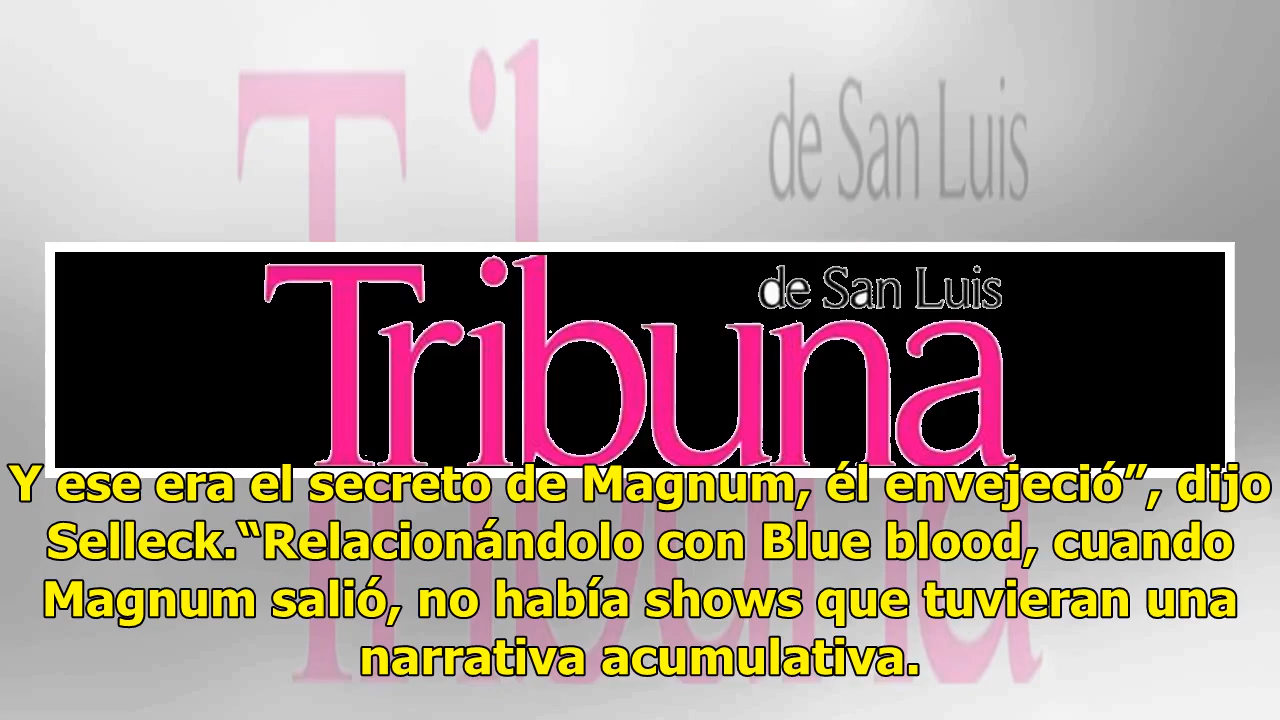 de San Luis
Tribuna
de San Luis
Tribuna
Y ese era el secreto de Magnum, él envejeció”, dijo
Selleck.“Relacionándolo con Blue blood, cuando
Magnum salió, no había shows que tuvieran una
narrativa acumulativa.